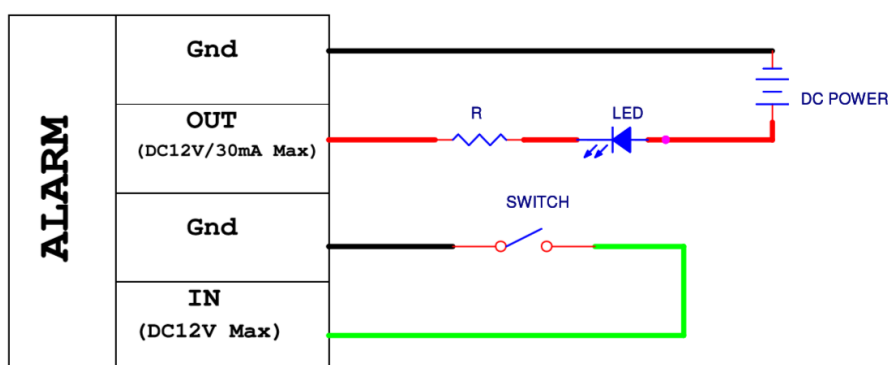 ALARM
Gnd
OUT
(DC12V/30mA Max)
Gnd
IN
(DC12V Max)
R
LED
DC POWER
SWITCH